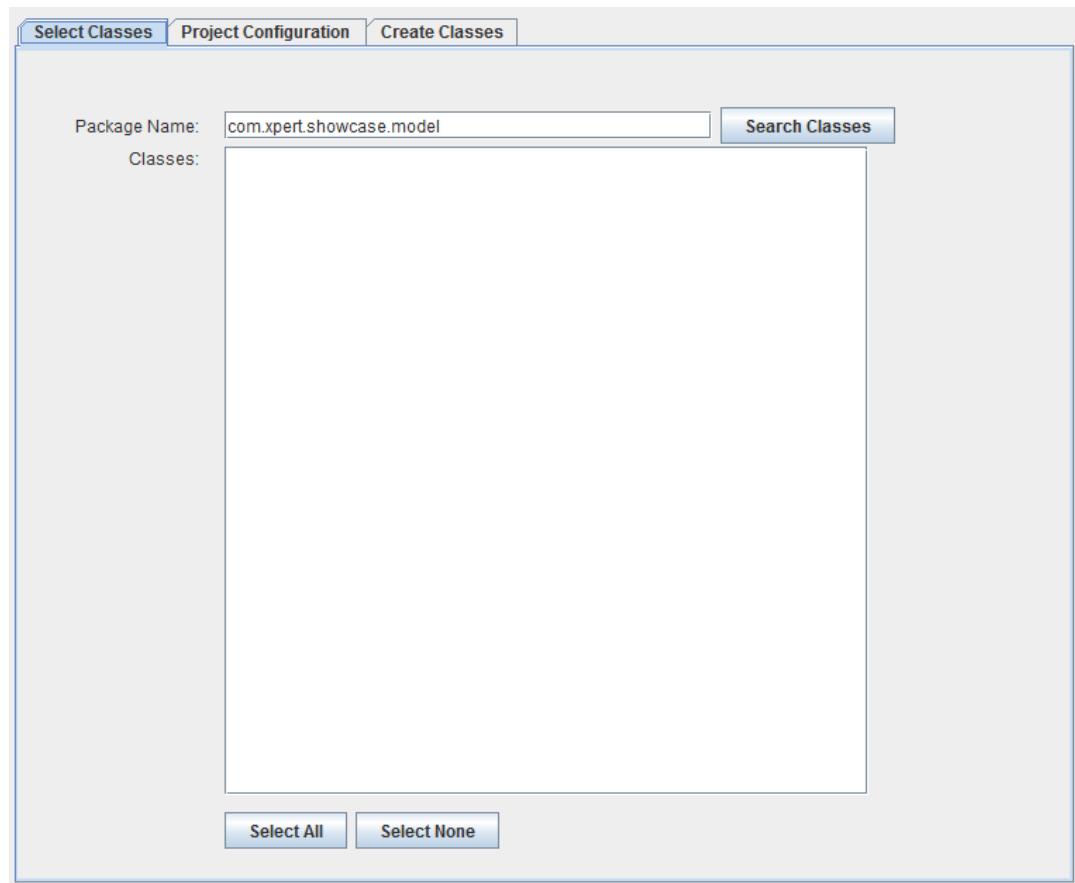 Select Classes Project Configuration Create Classes
Package Name: com.xpert.showcase.model Search Classes
Classes:
Select All Select None